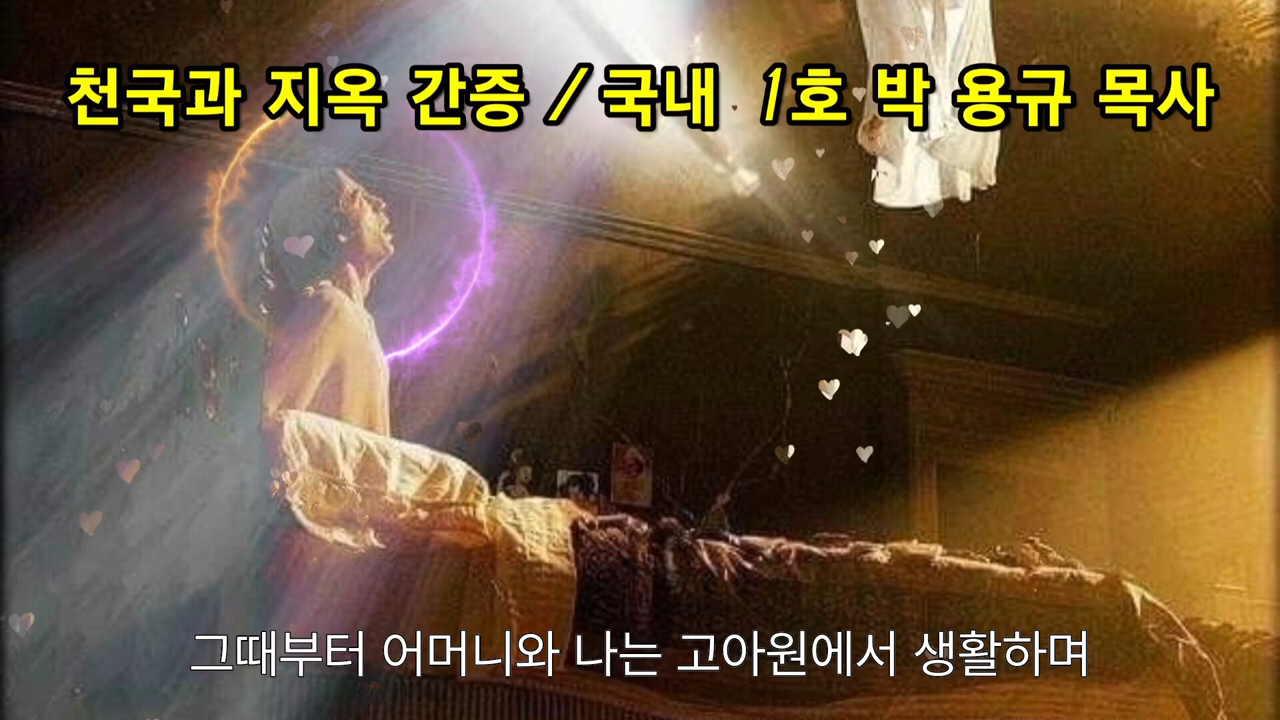 천국과 지옥 간증 / 국내 1호 박 용규 목사
그때부터 어머니와 나는 고아원에서 생활하며